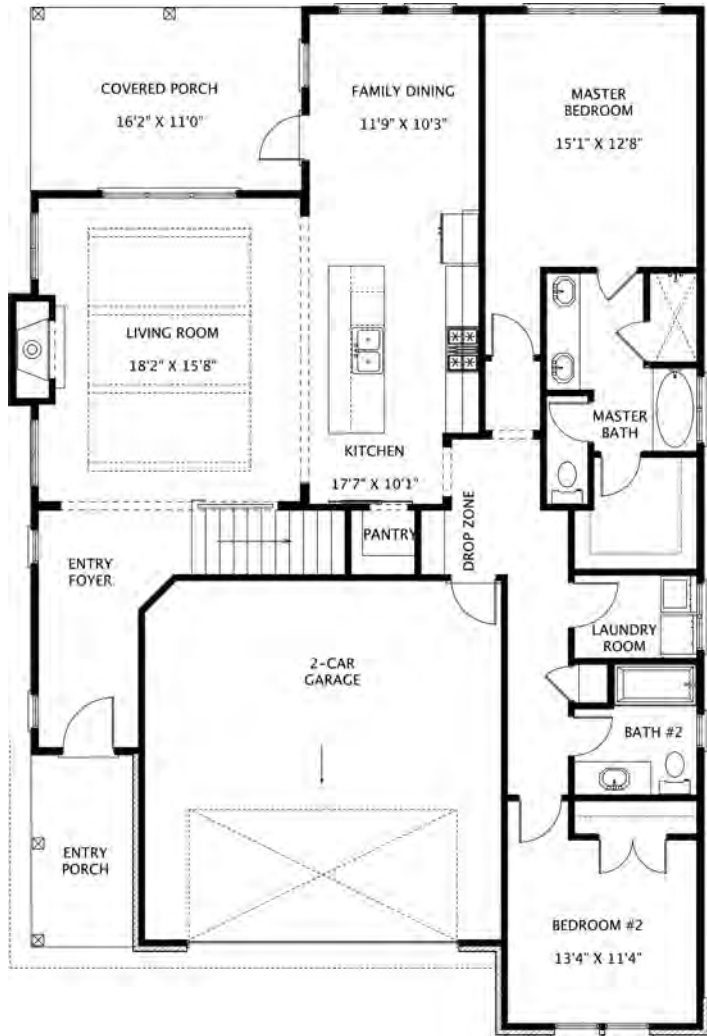 COVERED PORCH
16'2" X 11'0"
FAMILY DINING
11'9" X 10'3"
MASTER
BEDROOM
15'1" X 12'8"
LIVING ROOM
18'2" X 15'8"
MASTER
BATH
KITCHEN
17'7" X 10'1"
PANTRY
DROP ZONE
ENTRY
FOYER
LAUNDRY
ROOM
2-CAR
GARAGE
BATH #2
ENTRY
PORCH
BEDROOM #2
13'4" X 11'4"